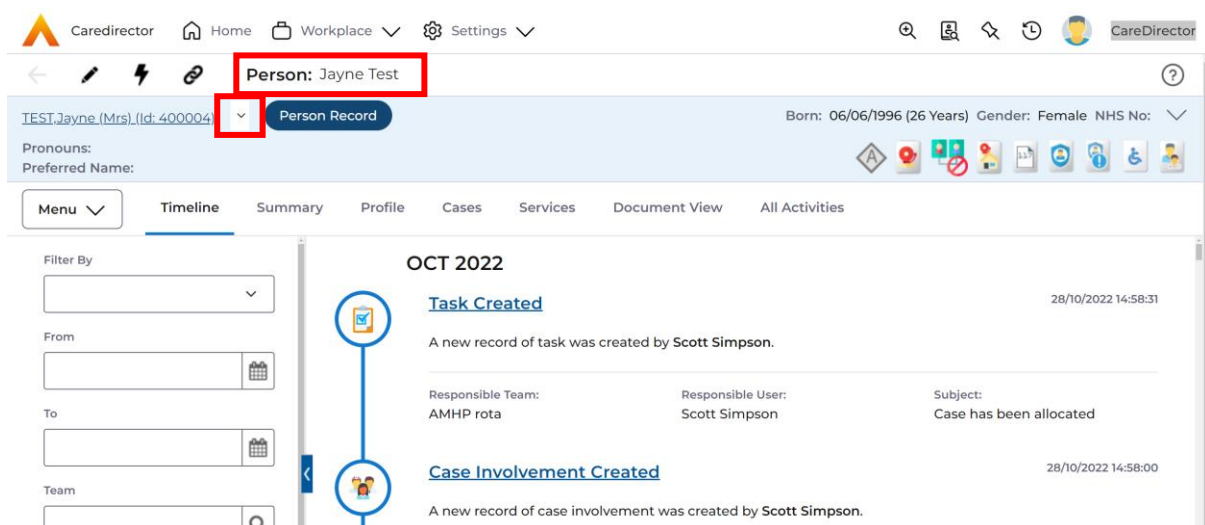 Caredirector Home Workplace Settings CareDirector
Person: Jayne Test
TEST,Jayne (Mrs) (Id: 400004) Person Record Born: 06/06/1996 (26 Years) Gender: Female NHS No:
Pronouns:
Preferred Name:
Menu Timeline Summary Profile Cases Services Document View All Activities
Filter By
From
To
Team
OCT 2022
Task Created 28/10/2022 14:58:31
A new record of task was created by Scott Simpson.
Responsible Team: Responsible User: Subject:
AMHP rota Scott Simpson Case has been allocated
Case Involvement Created 28/10/2022 14:58:00
A new record of case involvement was created by Scott Simpson.